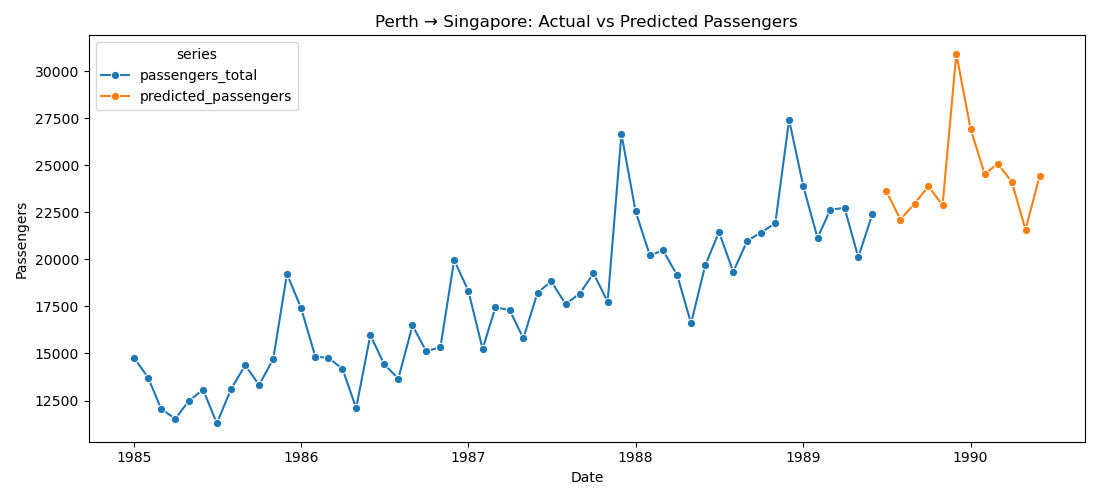 Perth → Singapore: Actual vs Predicted Passengers
series
passengers_total
predicted_passengers
30000
27500
25000
22500
20000
17500
15000
12500
Passengers
1985 1986 1987 1988 1989 1990
Date